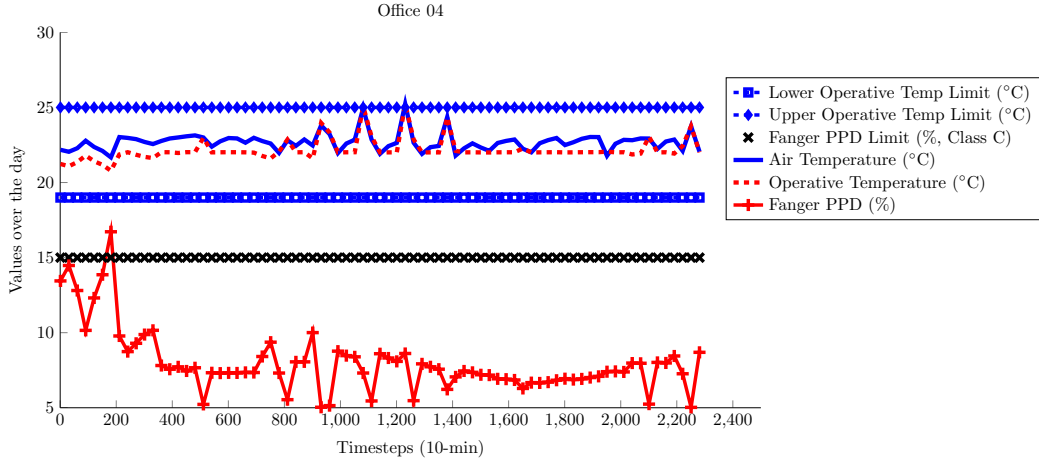 Office 04
30
25
20
15
10
5
0 200 400 600 800 1,000 1,200 1,400 1,600 1,800 2,000 2,200 2,400
Values over the day
Timesteps (10-min)
Lower Operative Temp Limit (°C)
Upper Operative Temp Limit (°C)
Fanger PPD Limit (%, Class C)
Air Temperature (°C)
Operative Temperature (°C)
Fanger PPD (%)